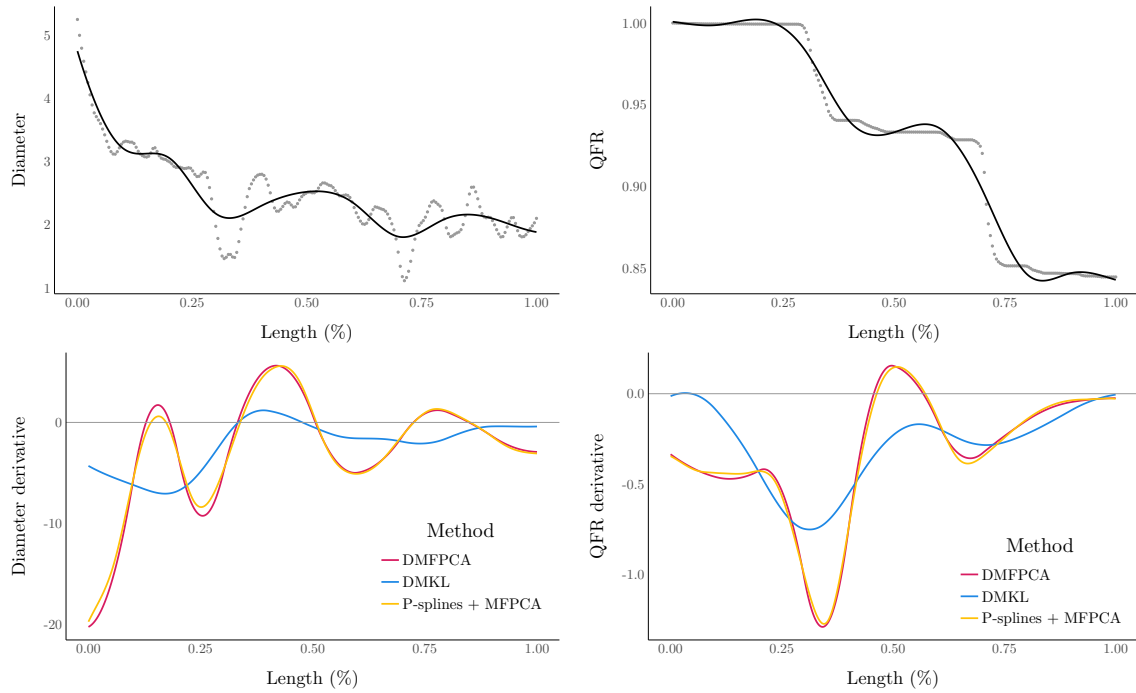 Diameter
5
4
3
2
1
0.00 0.25 0.50 0.75 1.00
Length (%)
QFR
1.00
0.95
0.90
0.85
0.00 0.25 0.50 0.75 1.00
Length (%)
Diameter derivative
0
-10
-20
Method
DMFPCA
DMKL
P-splines + MFPCA
0.00 0.25 0.50 0.75 1.00
Length (%)
QFR derivative
0.0
-0.5
-1.0
Method
DMFPCA
DMKL
P-splines + MFPCA
0.00 0.25 0.50 0.75 1.00
Length (%)